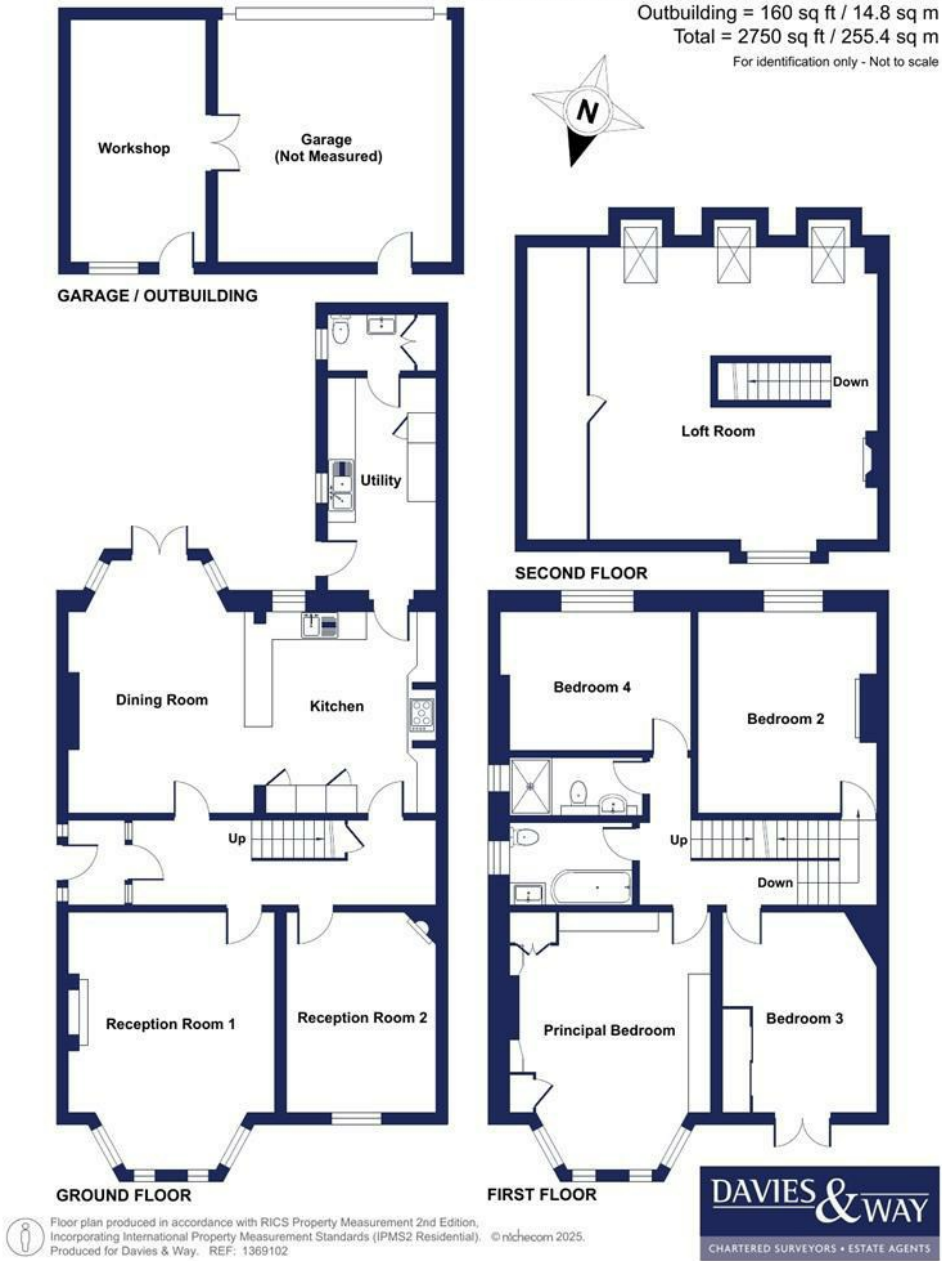 Outbuilding = 160 sq ft / 14.8 sq m
Total = 2750 sq ft / 255.4 sq m
For identification only - Not to scale
N
Workshop
Garage
(Not Measured)
GARAGE / OUTBUILDING
Down
Loft Room
SECOND FLOOR
Utility
Dining Room
Kitchen
Up
Reception Room 1
Reception Room 2
GROUND FLOOR
Bedroom 4
Bedroom 2
Up
Down
Principal Bedroom
Bedroom 3
FIRST FLOOR
Floor plan produced in accordance with RICS Property Measurement 2nd Edition,
Incorporating International Property Measurement Standards (IPMS2 Residential). © nichecom 2025.
Produced for Davies & Way. REF: 1369102
DAVIES & WAY
CHARTERED SURVEYORS • ESTATE AGENTS